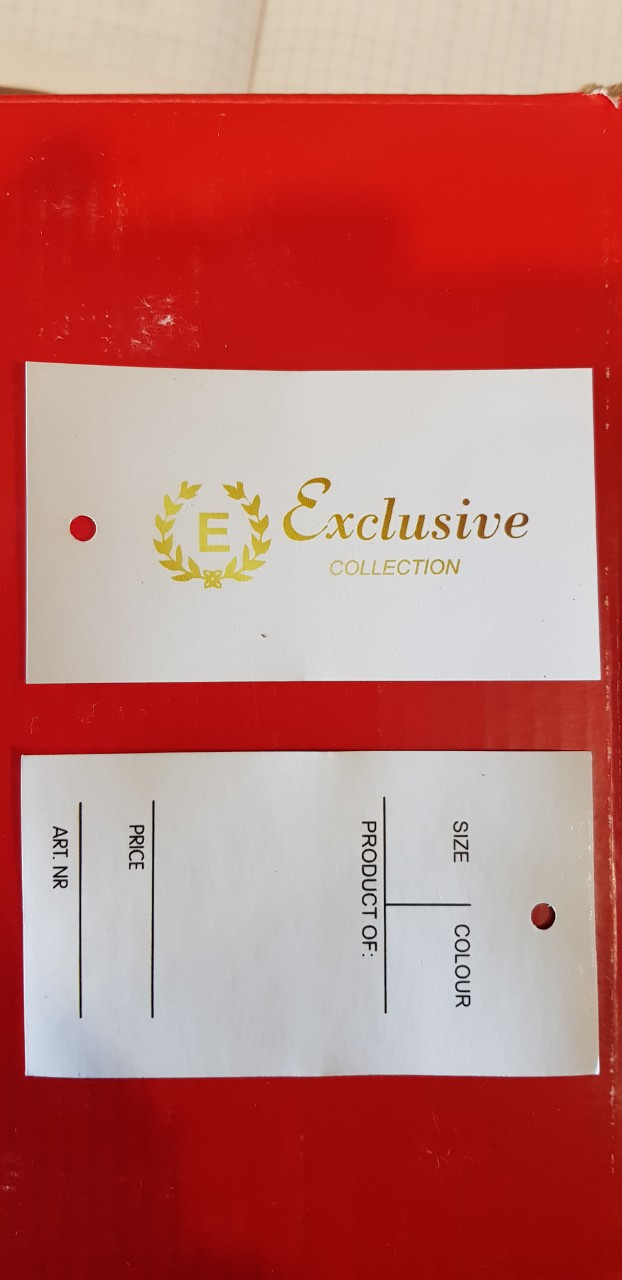 E
Exclusive
COLLECTION
SIZE COLOUR
PRODUCT OF:
PRICE
ART. NR